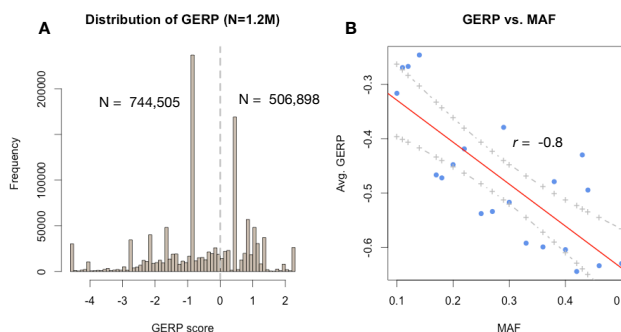 A
Distribution of GERP (N=1.2M)
N = 744,505
N = 506,898
Frequency
200000
100000
50000
0
-4 -3 -2 -1 0 1 2
GERP score
B
GERP vs. MAF
r = -0.8
Avg. GERP
-0.3
-0.4
-0.5
-0.6
0.1 0.2 0.3 0.4
MAF